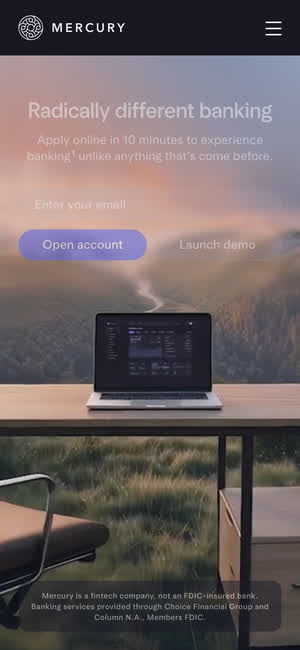 MERCURY
Radically different banking
Apply online in 10 minutes to experience
banking¹ unlike anything that's come before.
Enter your email
Open account
Launch demo
Mercury is a fintech company, not an FDIC-insured bank.
Banking services provided through Choice Financial Group and
Column N.A., Members FDIC.